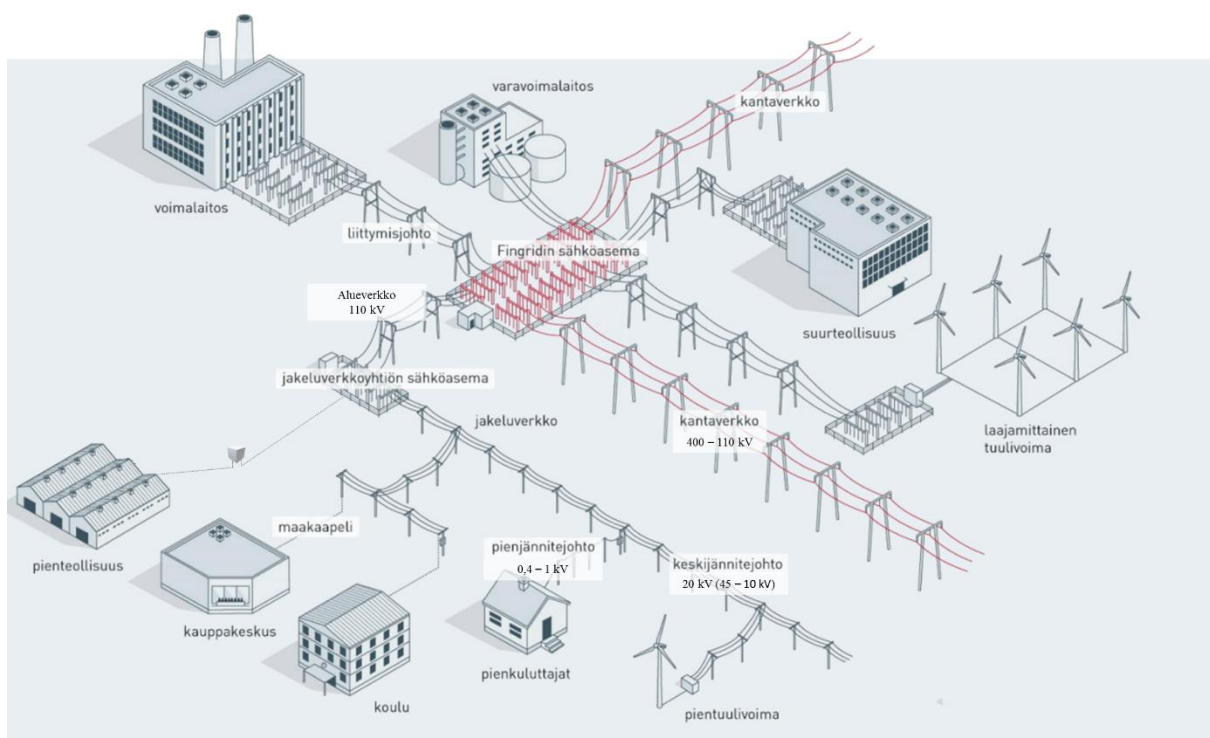 varavoimalaitos
kantaverkko
voimalaitos
liittymisjohto
Fingridin sähköasema
Alueverkko
110 kV
suurteollisuus
jakeluverkkoyhtiön sähköasema
jakeluverkko
kantaverkko
400 – 110 kV
laajamittainen
tuulivoima
maakaapeli
pienjännitejohto
0,4 – 1 kV
keskijännitejohto
20 kV (45 – 10 kV)
pienteollisuus
kauppakeskus
pienkuluttajat
koulu
pientuulivoima